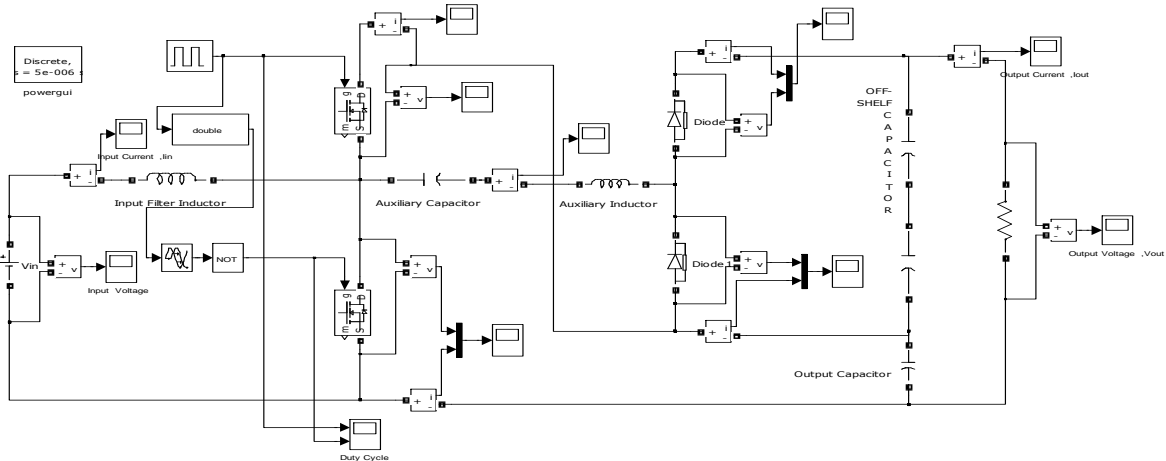 Discrete,
s = 5e-006 s
powergui
double
Input Current ,Iin
Input Filter Inductor
Vin
Input Voltage
NOT
Auxiliary Capacitor
Auxiliary Inductor
Diode
Diode 1
OFF-
SHELF
C
A
P
A
C
I
T
O
R
Output Current ,Iout
Output Voltage ,Vout
Output Capacitor
Duty Cycle
g
D
m
S
g
D
m
S
+
-
i
+
-
v